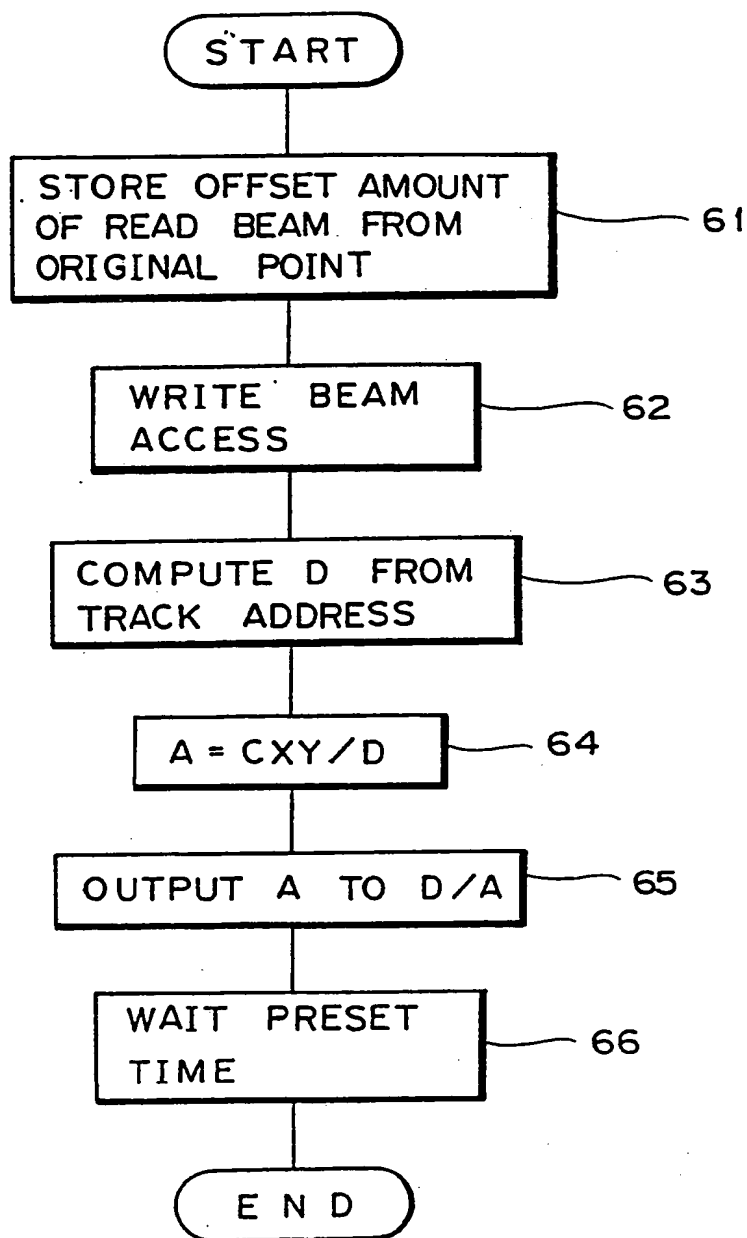 START
STORE OFFSET AMOUNT
OF READ BEAM FROM
ORIGINAL POINT
61
WRITE BEAM
ACCESS
62
COMPUTE D FROM
TRACK ADDRESS
63
A = CXY/D
64
OUTPUT A TO D/A
65
WAIT PRESET
TIME
66
END